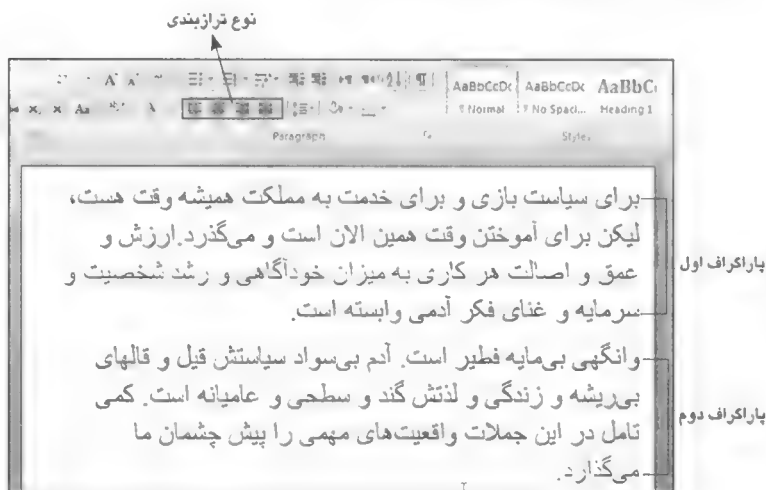 نوع ترازبندی
AaBbCcDc AaBbCcDc AaBbC
Aa
¶ Normal ¶ No Spaci... Heading 1
Paragraph Styles
برای سیاست بازی و برای خدمت به مملکت همیشه وقت هست،
لیکن برای آموختن وقت همین الان است و می‌گذرد.ارزش و
عمق و اصالت هر کاری به میزان خودآگاهی و رشد شخصیت و
سرمایه و غنای فکر آدمی وابسته است.
پاراگراف اول
وانگهی بی‌مایه فطیر است. آدم بی‌سواد سیاستش قیل و قالهای
بی‌ریشه و زندگی و لذتش گند و سطحی و عامیانه است. کمی
تامل در این جملات واقعیت‌های مهمی را پیش چشمان ما
می‌گذارد.
پاراگراف دوم